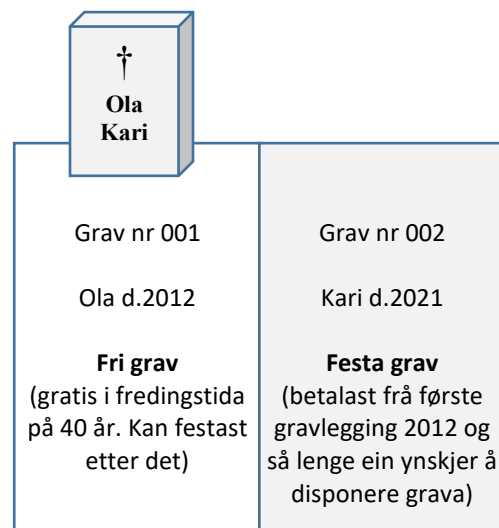 †
Ola
Kari
Grav nr 001
Ola d.2012
Fri grav
(gratis i fredingstida
på 40 år. Kan festast
etter det)
Grav nr 002
Kari d.2021
Festa grav
(betalast frå første
gravlegging 2012 og
så lenge ein ynskjer å
disponere grava)